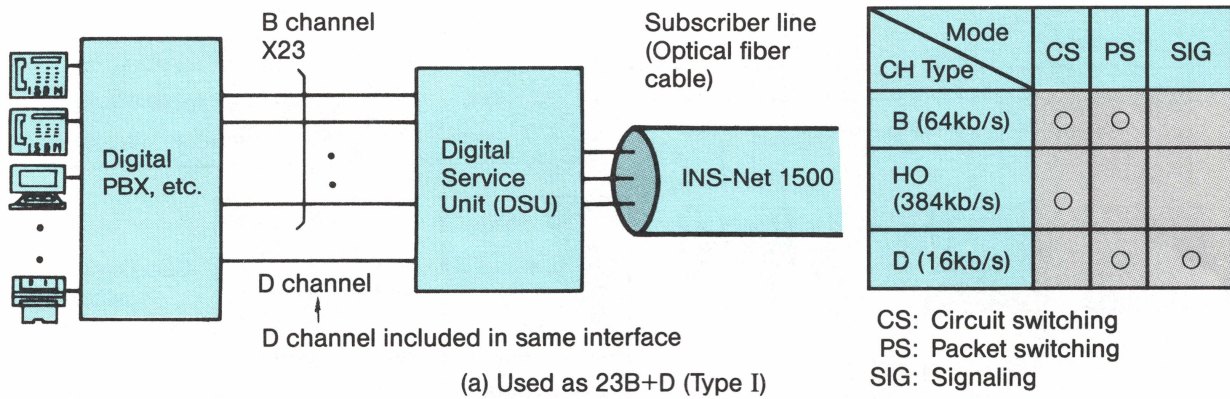 B channel
X23
Subscriber line
(Optical fiber
cable)
ISDN
ISDN
Digital
PBX, etc.
Digital
Service
Unit (DSU)
INS-Net 1500
D channel
D channel included in same interface
(a) Used as 23B+D (Type I)
Mode
CH Type
CS PS SIG
B (64kb/s) ○ ○
HO
(384kb/s) ○
D (16kb/s) ○ ○
CS: Circuit switching
PS: Packet switching
SIG: Signaling